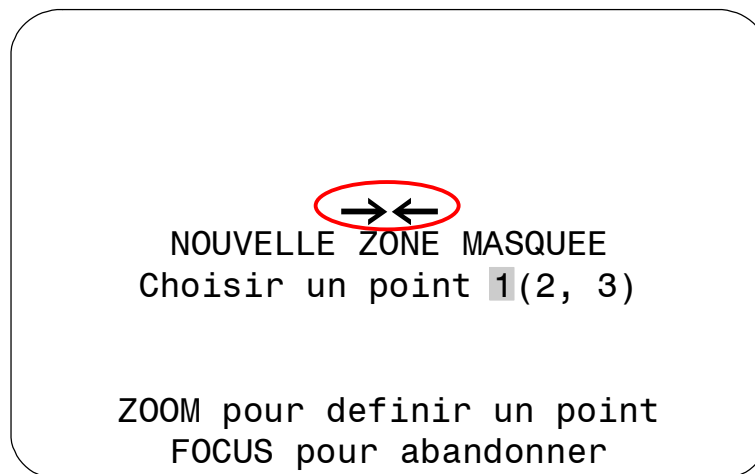 NOUVELLE ZONE MASQUEE
Choisir un point 1(2, 3)
ZOOM pour definir un point
FOCUS pour abandonner